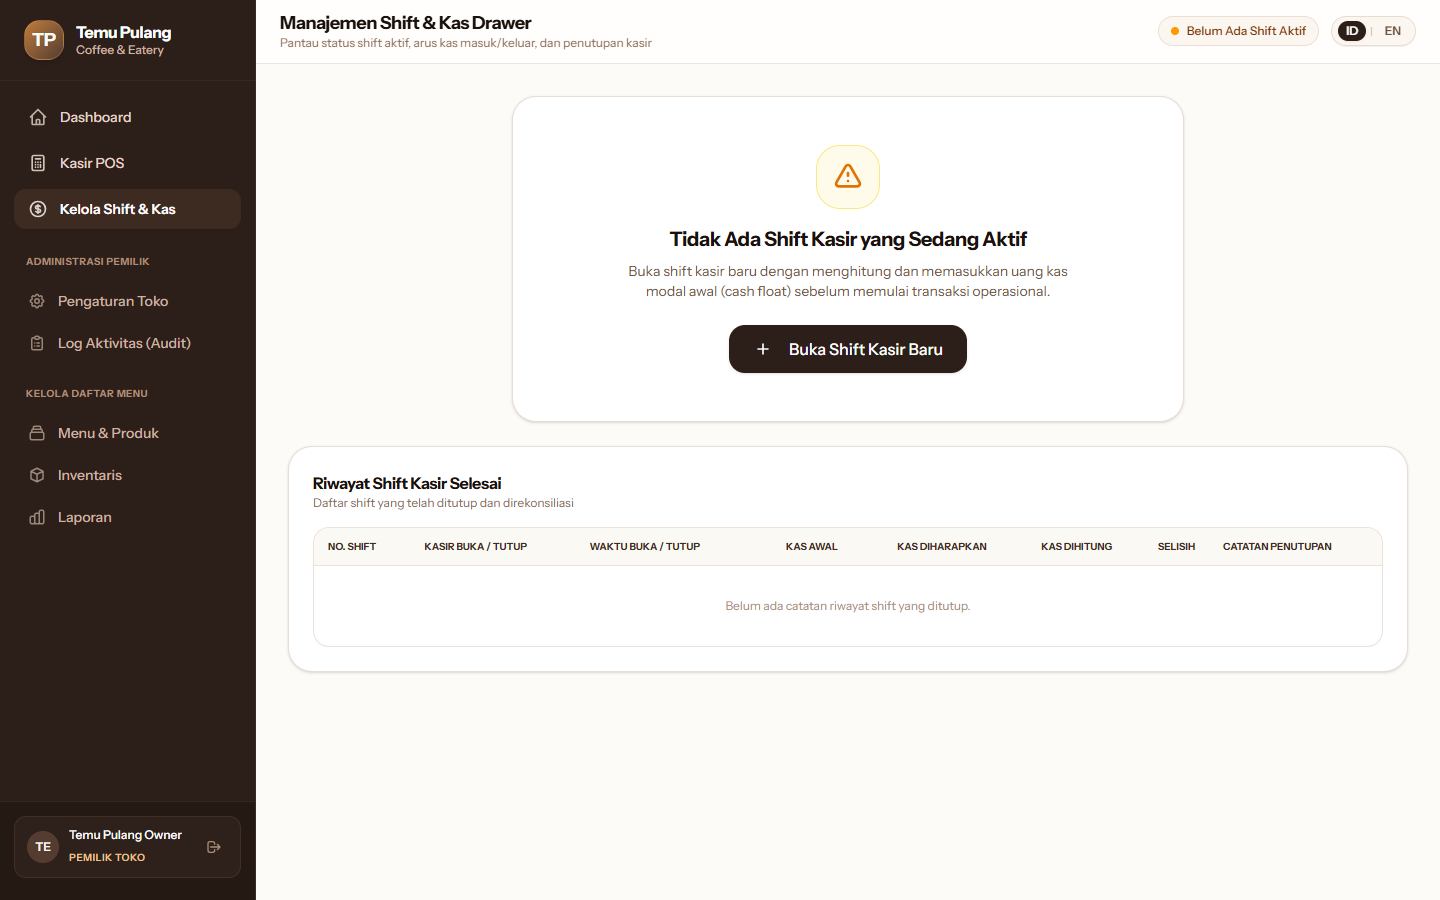 TP
Temu Pulang
Coffee & Eatery
Dashboard
Kasir POS
Kelola Shift & Kas
ADMINISTRASI PEMILIK
Pengaturan Toko
Log Aktivitas (Audit)
KELOLA DAFTAR MENU
Menu & Produk
Inventaris
Laporan
TE
Temu Pulang Owner
PEMILIK TOKO
Manajemen Shift & Kas Drawer
Pantau status shift aktif, arus kas masuk/keluar, dan penutupan kasir
Belum Ada Shift Aktif
ID | EN
Tidak Ada Shift Kasir yang Sedang Aktif
Buka shift kasir baru dengan menghitung dan memasukkan uang kas
modal awal (cash float) sebelum memulai transaksi operasional.
+ Buka Shift Kasir Baru
Riwayat Shift Kasir Selesai
Daftar shift yang telah ditutup dan direkonsiliasi
NO. SHIFT KASIR BUKA / TUTUP WAKTU BUKA / TUTUP KAS AWAL KAS DIHARAPKAN KAS DIHITUNG SELISIH CATATAN PENUTUPAN
Belum ada catatan riwayat shift yang ditutup.